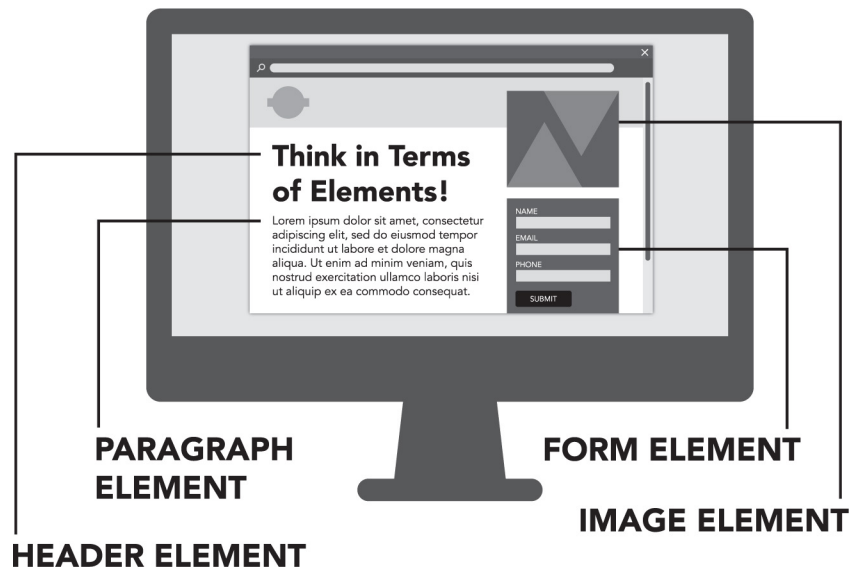 Think in Terms
of Elements!
Lorem ipsum dolor sit amet, consectetur
adipiscing elit, sed do eiusmod tempor
incididunt ut labore et dolore magna
aliqua. Ut enim ad minim veniam, quis
nostrud exercitation ullamco laboris nisi
ut aliquip ex ea commodo consequat.
NAME
EMAIL
PHONE
SUBMIT
PARAGRAPH
ELEMENT
HEADER ELEMENT
FORM ELEMENT
IMAGE ELEMENT